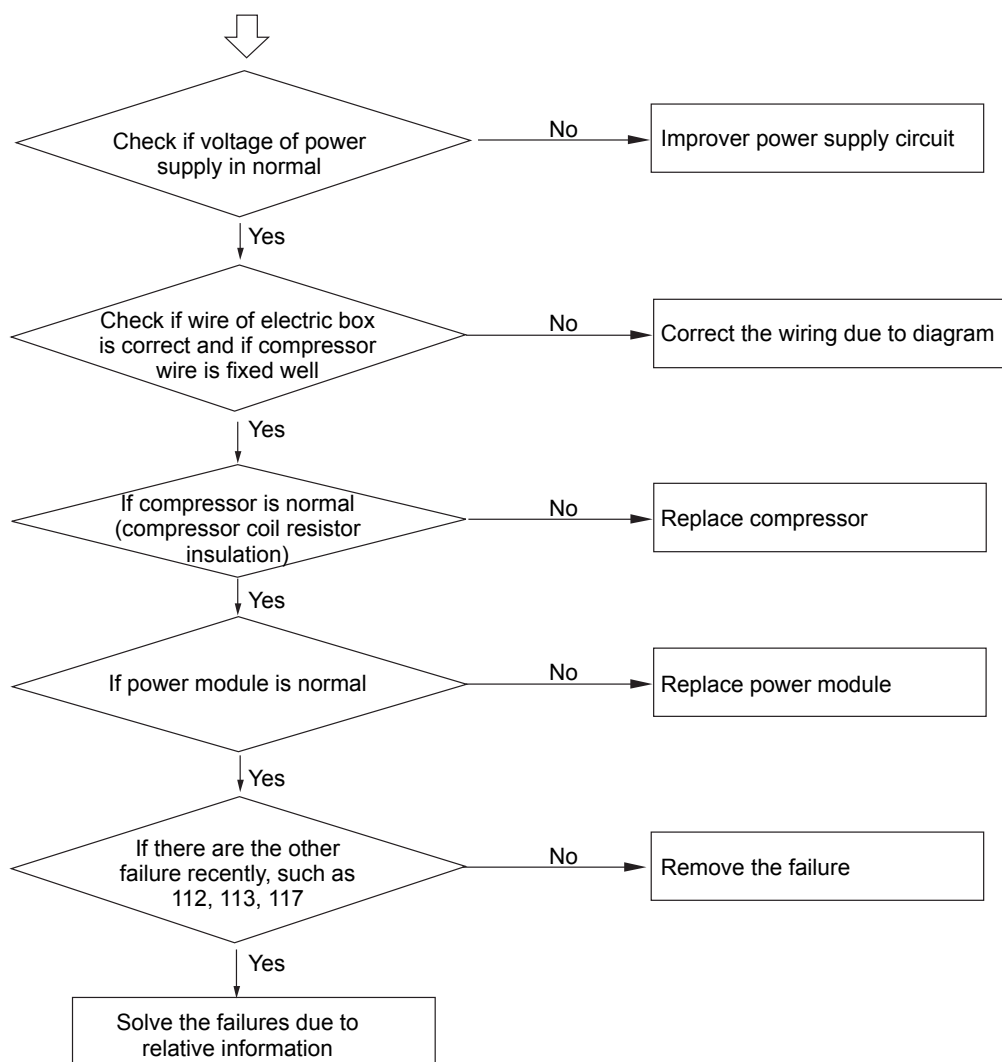 Check if voltage of power
supply in normal
No
Improver power supply circuit
Yes
Check if wire of electric box
is correct and if compressor
wire is fixed well
No
Correct the wiring due to diagram
Yes
If compressor is normal
(compressor coil resistor
insulation)
No
Replace compressor
Yes
If power module is normal
No
Replace power module
Yes
If there are the other
failure recently, such as
112, 113, 117
No
Remove the failure
Yes
Solve the failures due to
relative information